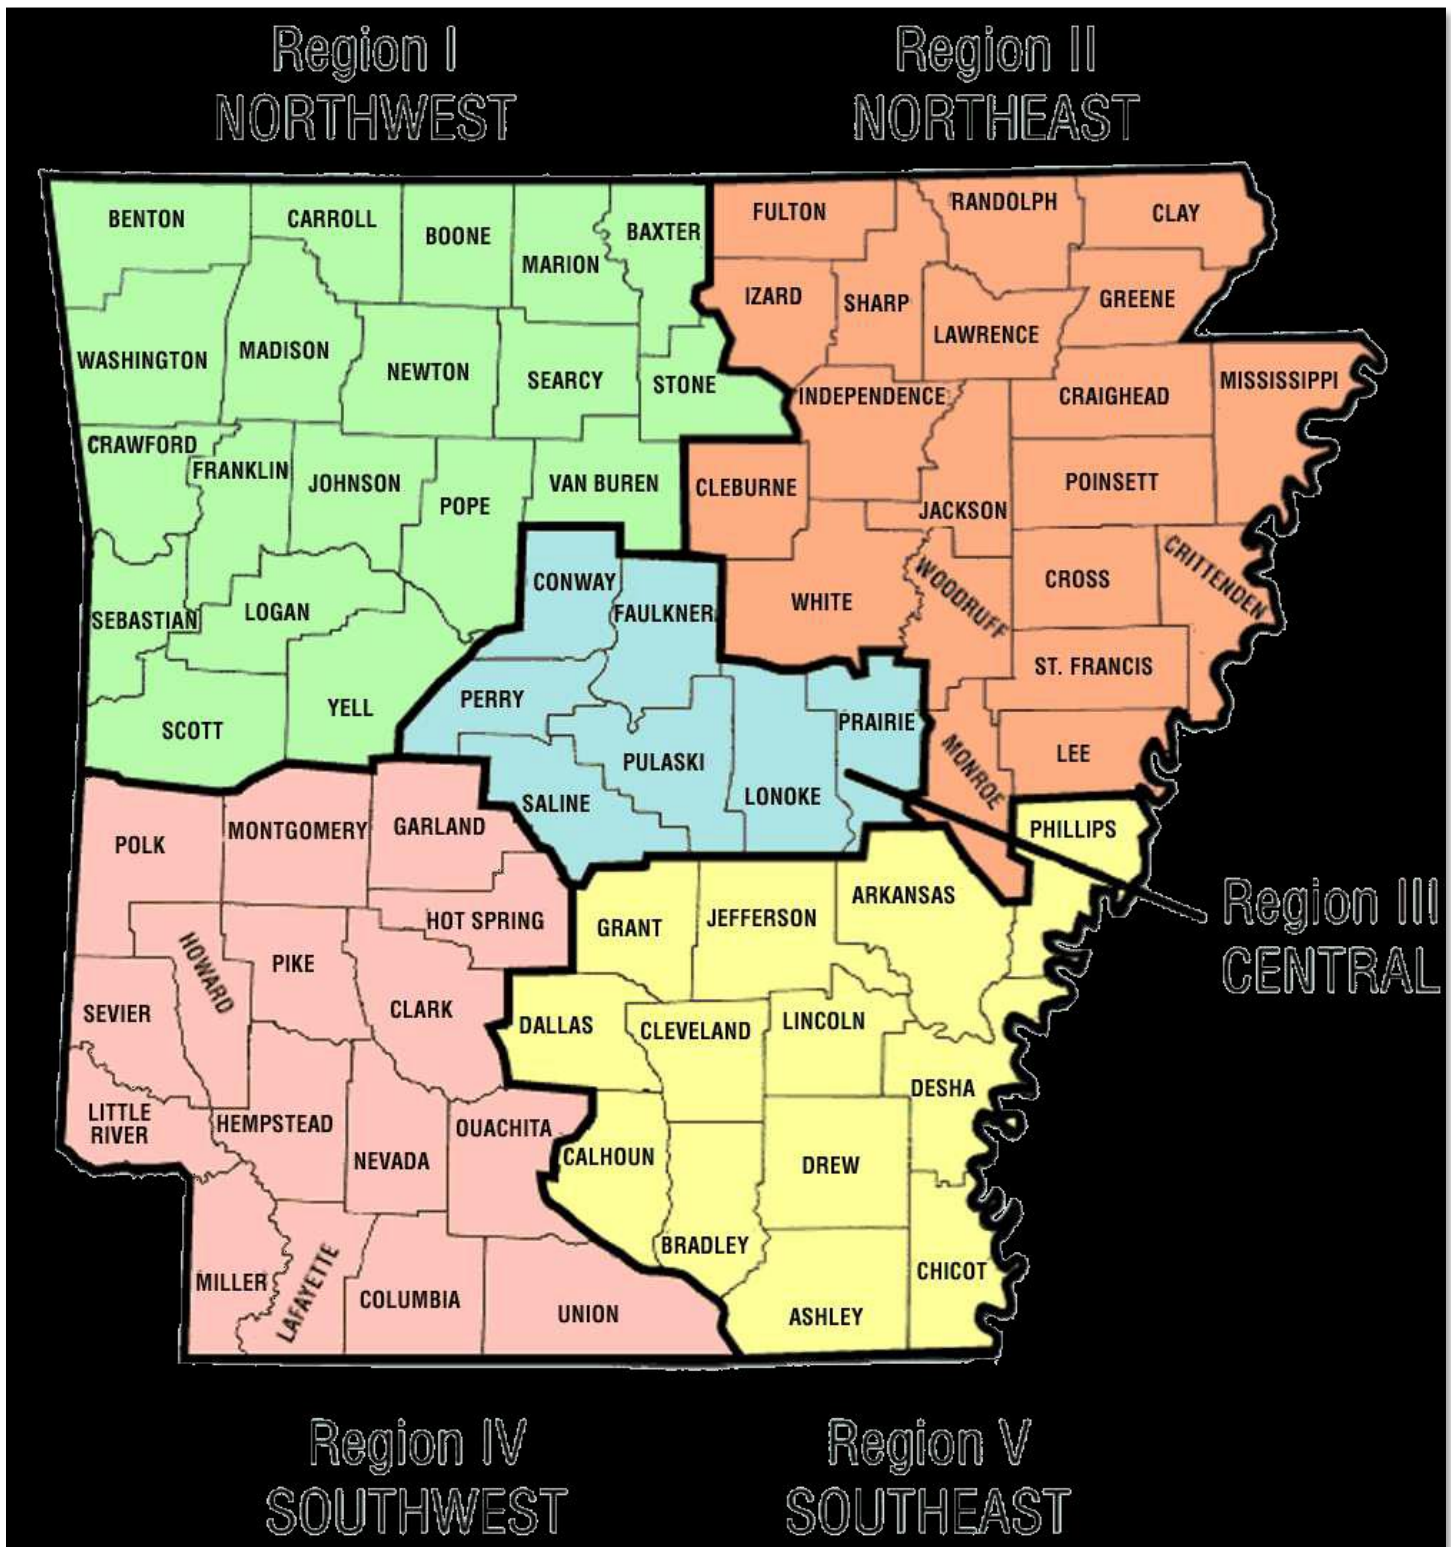 Region I
NORTHWEST
Region II
NORTHEAST
BENTON
CARROLL
BOONE
MARION
BAXTER
FULTON
RANDOLPH
CLAY
IZARD
SHARP
LAWRENCE
GREENE
WASHINGTON
MADISON
NEWTON
SEARCY
STONE
INDEPENDENCE
CRAIGHEAD
MISSISSIPPI
CRAWFORD
FRANKLIN
JOHNSON
POPE
VAN BUREN
CLEBURNE
JACKSON
POINSETT
CONWAY
FAULKNER
WHITE
WOODRUFF
CROSS
CRITTENDEN
SEBASTIAN
LOGAN
ST. FRANCIS
SCOTT
YELL
PERRY
PULASKI
PRAIRIE
MONROE
LEE
SALINE
LONOKE
POLK
MONTGOMERY
GARLAND
PHILLIPS
HOT SPRING
GRANT
JEFFERSON
ARKANSAS
Region III
CENTRAL
HOWARD
PIKE
SEVIER
CLARK
DALLAS
CLEVELAND
LINCOLN
DESHA
LITTLE
RIVER
HEMPSTEAD
NEVADA
OUACHITA
CALHOUN
DREW
BRADLEY
CHICOT
MILLER
LAFAYETTE
COLUMBIA
UNION
ASHLEY
Region IV
SOUTHWEST
Region V
SOUTHEAST